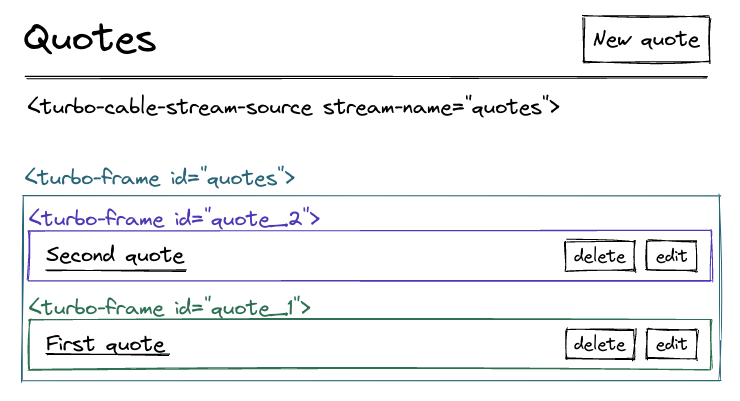 Quotes New quote
<turbo-cable-stream-source stream-name="quotes">
<turbo-frame id="quotes">
<turbo-frame id="quote_2">
Second quote delete edit
<turbo-frame id="quote_1">
First quote delete edit